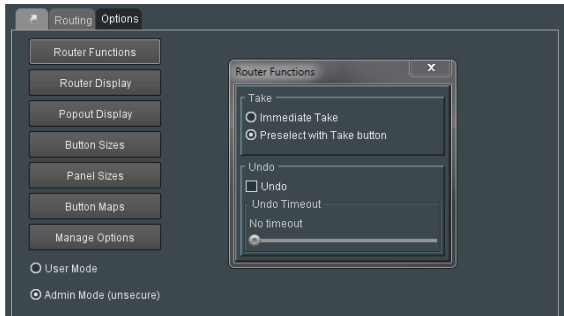 Routing Options
Router Functions
Router Display
Popout Display
Button Sizes
Panel Sizes
Button Maps
Manage Options
User Mode
Admin Mode (unsecure)
Router Functions x
Take
Immediate Take
Preselect with Take button
Undo
Undo
Undo Timeout
No timeout